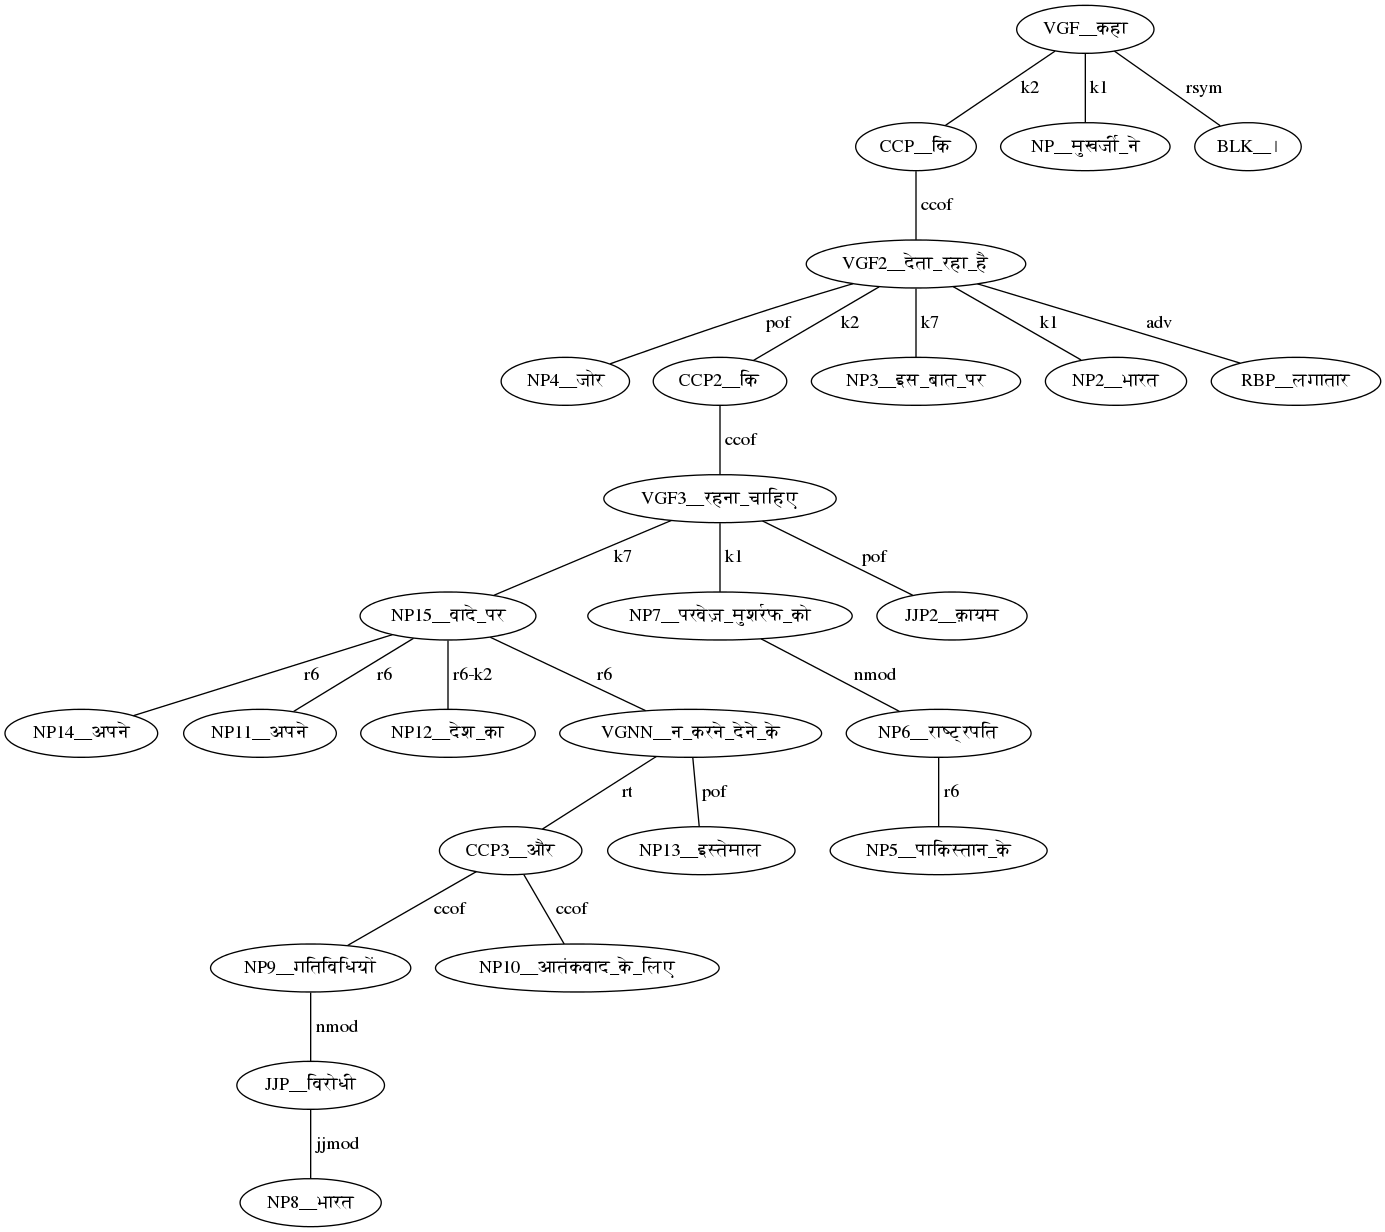 VGF__कहा
k2 k1 rsym
CCP__कि NP__मुखर्जी_ने BLK__।
ccof
VGF2__देता_रहा_है
pof k2 k7 k1 adv
NP4__जोर CCP2__कि NP3__इस_बात_पर NP2__भारत RBP__लगातार
ccof
VGF3__रहना_चाहिए
k7 k1 pof
NP15__वादे_पर NP7__परवेज़_मुशर्रफ_को JJP2__क़ायम
r6 r6 r6-k2 r6 nmod
NP14__अपने NP11__अपने NP12__देश_का VGNN__न_करने_देने_के NP6__राष्ट्रपति
rt pof r6
CCP3__और NP13__इस्तेमाल NP5__पाकिस्तान_के
ccof ccof
NP9__गतिविधियों NP10__आतंकवाद_के_लिए
nmod
JJP__विरोधी
jjmod
NP8__भारत